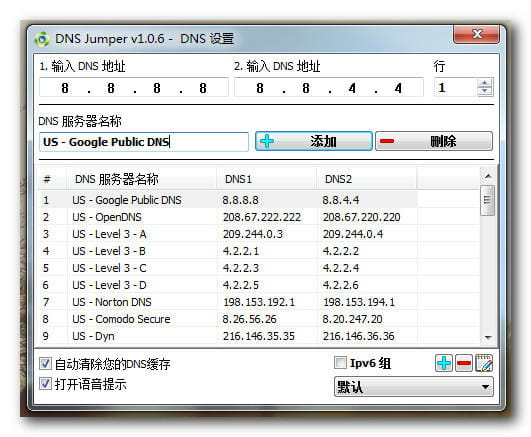 DNS Jumper v1.0.6 - DNS 设置
1. 输入 DNS 地址 2. 输入 DNS 地址 行
8 . 8 . 8 . 8 8 . 8 . 4 . 4 1
DNS 服务器名称
US - Google Public DNS 添加 删除
# DNS 服务器名称 DNS1 DNS2
1 US - Google Public DNS 8.8.8.8 8.8.4.4
2 US - OpenDNS 208.67.222.222 208.67.220.220
3 US - Level 3 - A 209.244.0.3 209.244.0.4
4 US - Level 3 - B 4.2.2.1 4.2.2.2
5 US - Level 3 - C 4.2.2.3 4.2.2.4
6 US - Level 3 - D 4.2.2.5 4.2.2.6
7 US - Norton DNS 198.153.192.1 198.153.194.1
8 US - Comodo Secure 8.26.56.26 8.20.247.20
9 US - Dyn 216.146.35.35 216.146.36.36
自动清除您的DNS缓存 Ipv6 组
打开语音提示 默认